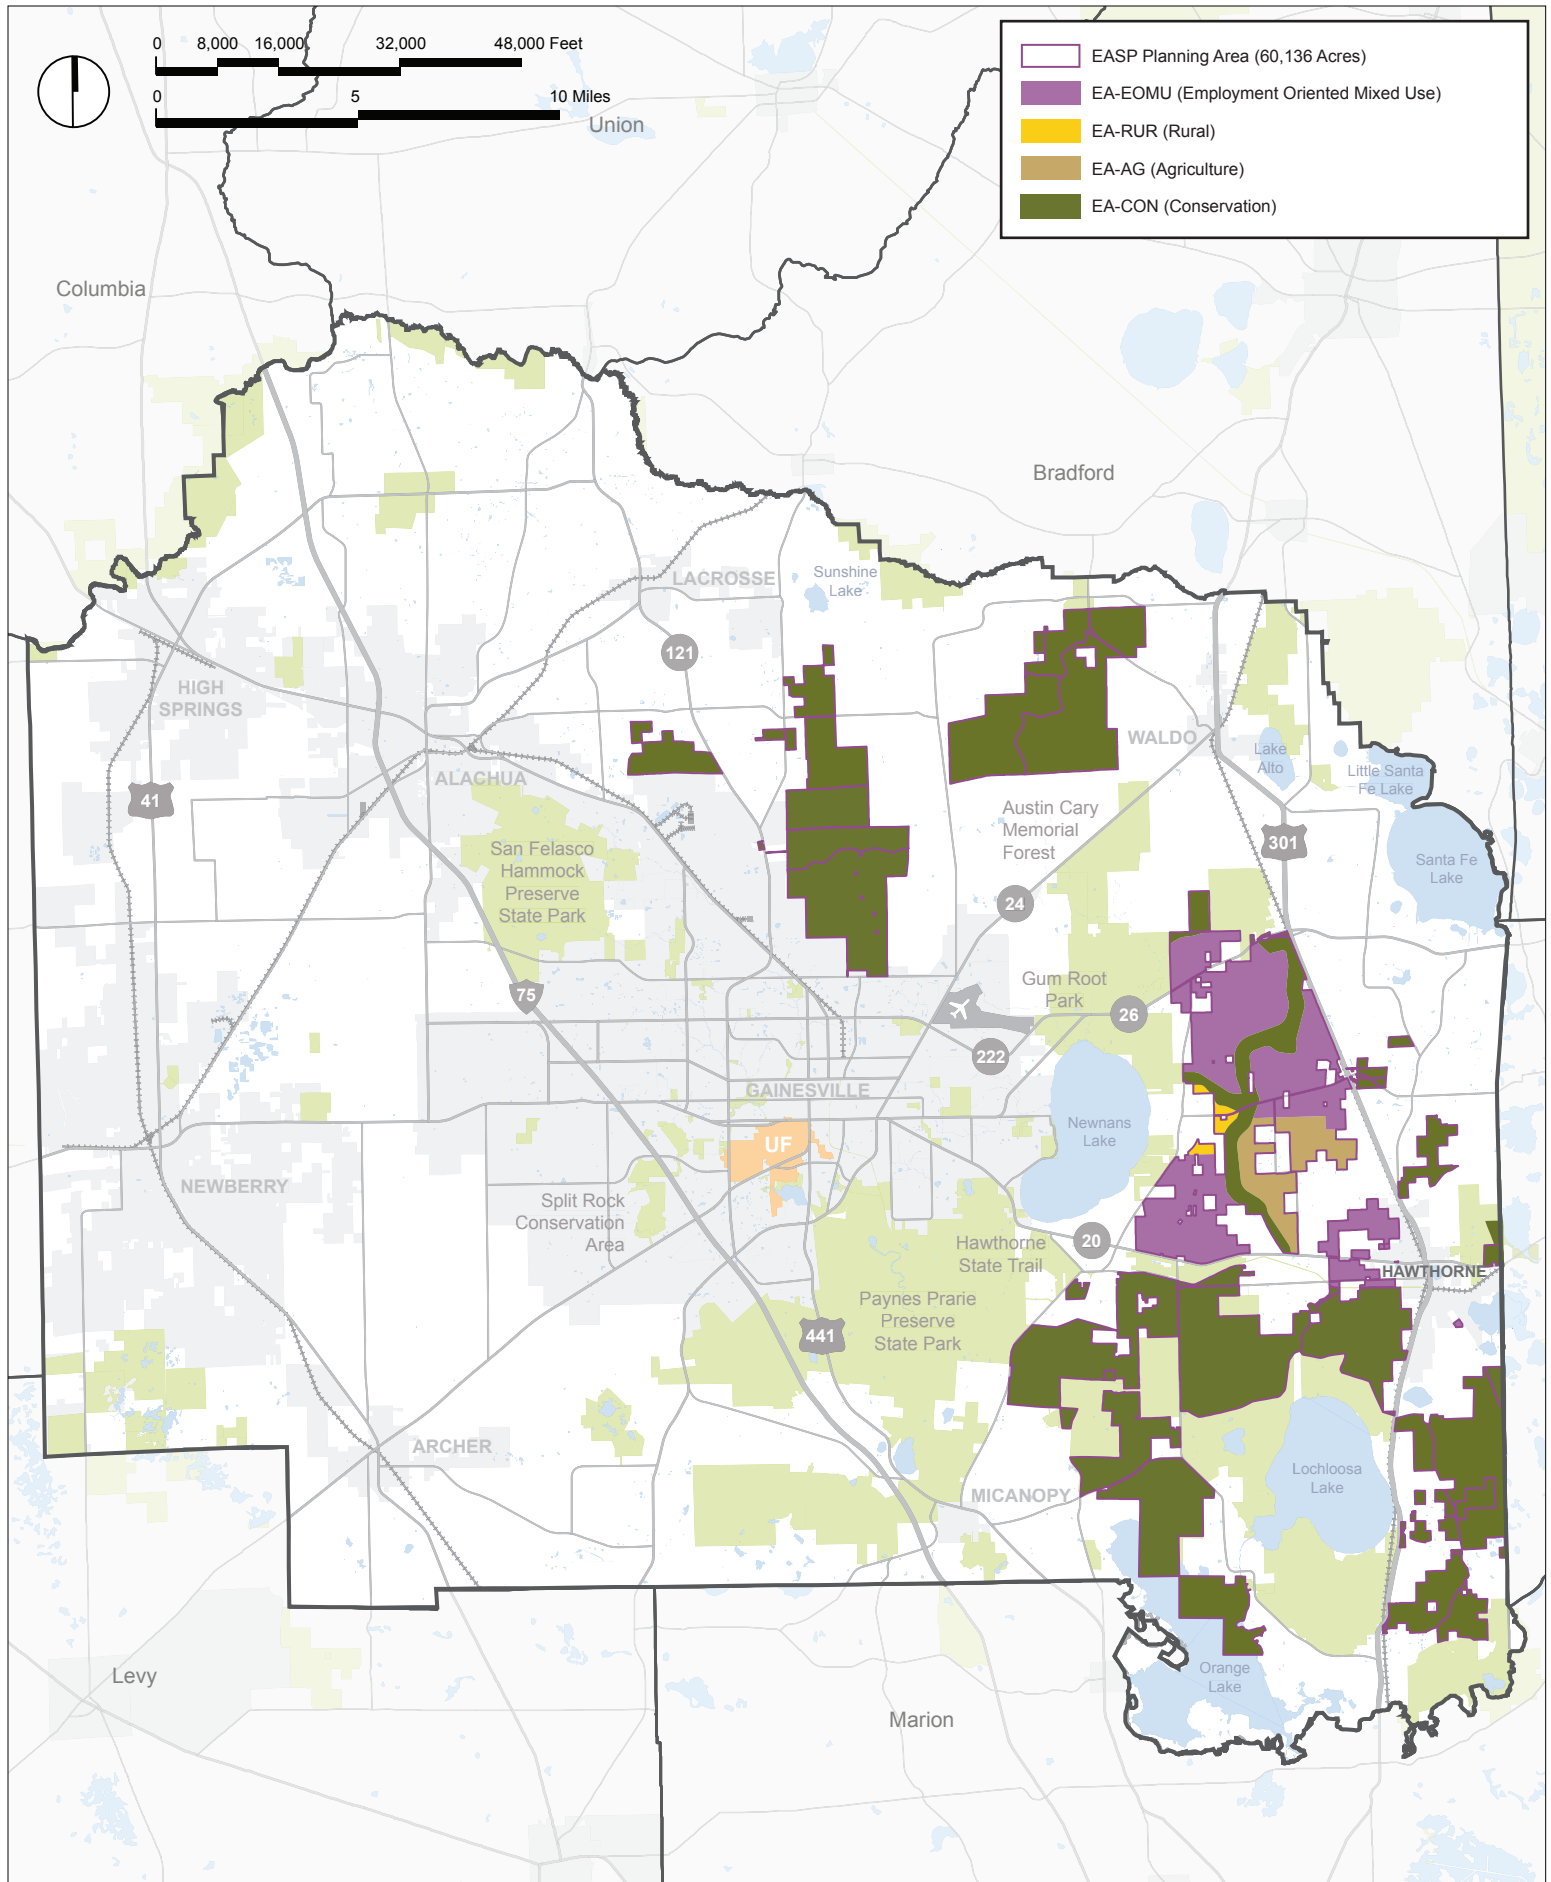 0 8,000 16,000 32,000 48,000 Feet
0 5 10 Miles
EASP Planning Area (60,136 Acres)
EA-EOMU (Employment Oriented Mixed Use)
EA-RUR (Rural)
EA-AG (Agriculture)
EA-CON (Conservation)
Union
Columbia
Bradford
LACROSSE
Sunshine
Lake
121
HIGH
SPRINGS
WALDO
Lake
Alto
Little Santa
Fe Lake
ALACHUA
41
Austin Cary
Memorial
Forest
301
San Felasco
Hammock
Preserve
State Park
Santa Fe
Lake
24
75
Gum Root
Park
26
222
GAINESVILLE
Newnans
Lake
UF
NEWBERRY
Split Rock
Conservation
Area
Hawthorne
State Trail
20
HAWTHORNE
Paynes Prarie
Preserve
State Park
441
ARCHER
Lochloosa
Lake
MICANOPY
Orange
Lake
Levy
Marion